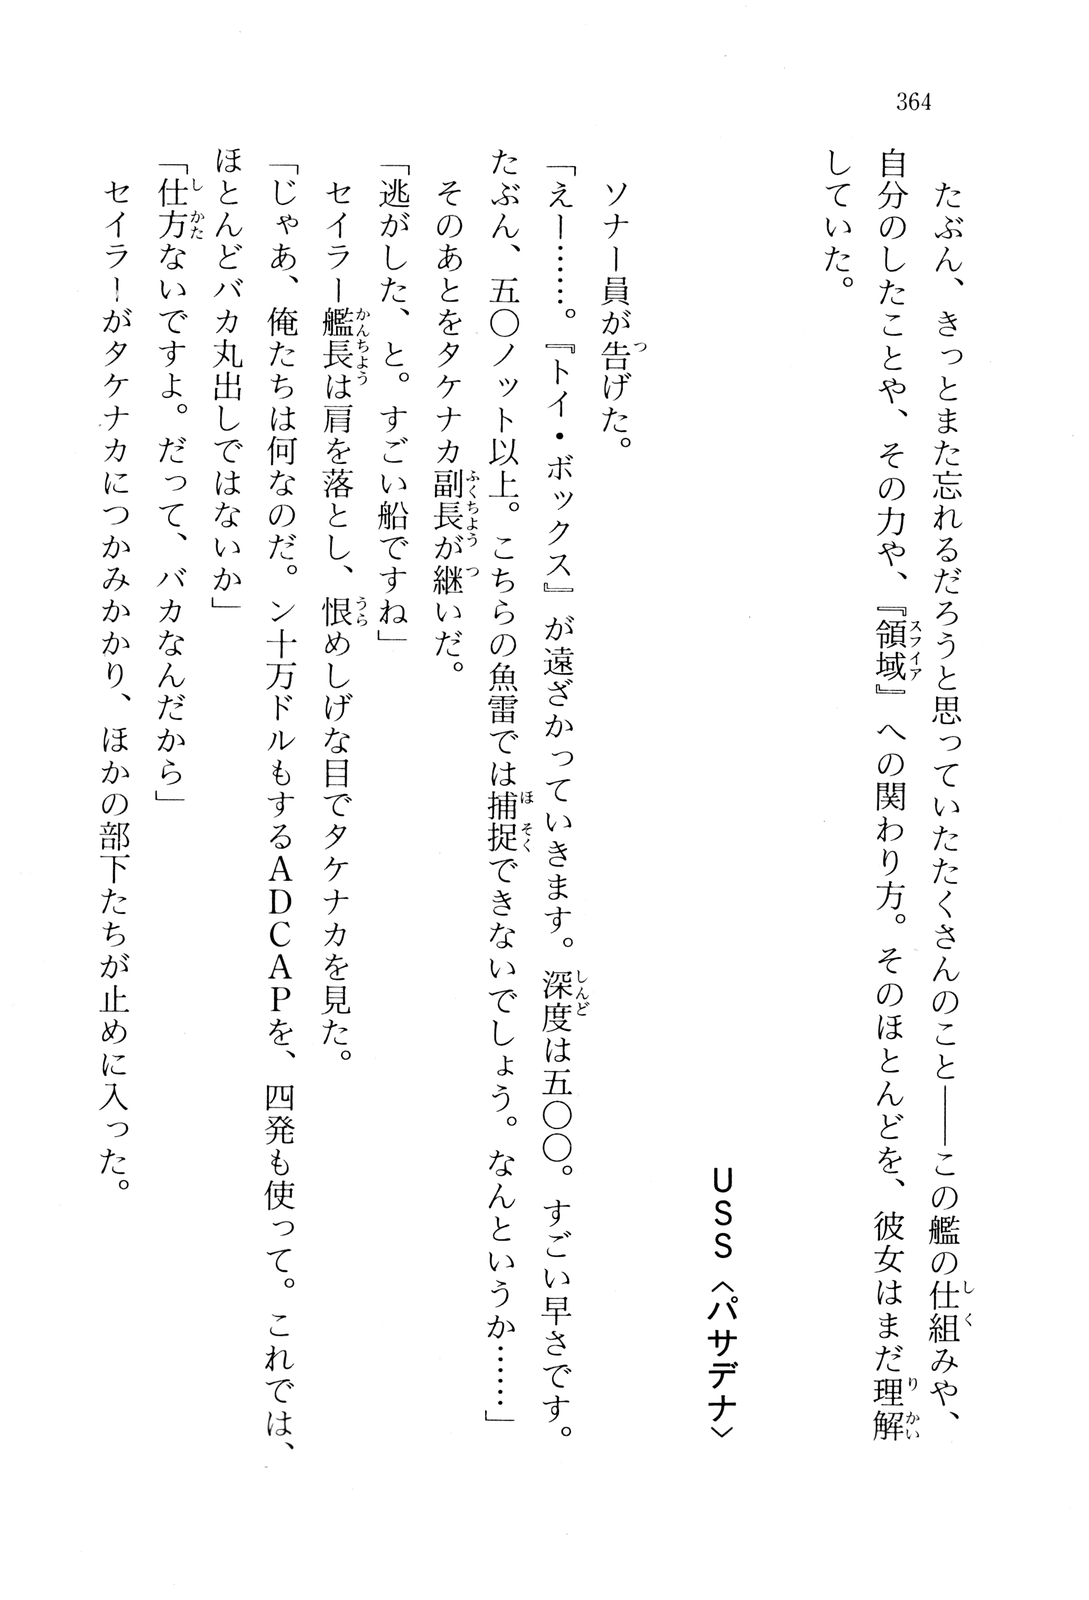 364
たぶん、きっとまた忘れるだろうと思っていたたくさんのこと――この艦の仕組みや、
自分のしたことや、その力や、『領域』への関わり方。そのほとんどを、彼女はまだ理解
していた。
USS〈パサデナ〉
ソナー員が告げた。
「えー……。『トイ・ボックス』が遠ざかっていきます。深度は五〇〇。すごい早さです。
たぶん、五〇ノット以上。こちらの魚雷では捕捉できないでしょう。なんというか……」
そのあとをタケナカ副長が継いだ。
「逃がした、と。すごい船ですね」
セイラー艦長は肩を落とし、恨めしげな目でタケナカを見た。
「じゃあ、俺たちは何なのだ。ン十万ドルもするADCAPを、四発も使って。これでは、
ほとんどバカ丸出しではないか」
「仕方ないですよ。だって、バカなんだから」
セイラーがタケナカにつかみかかり、ほかの部下たちが止めに入った。